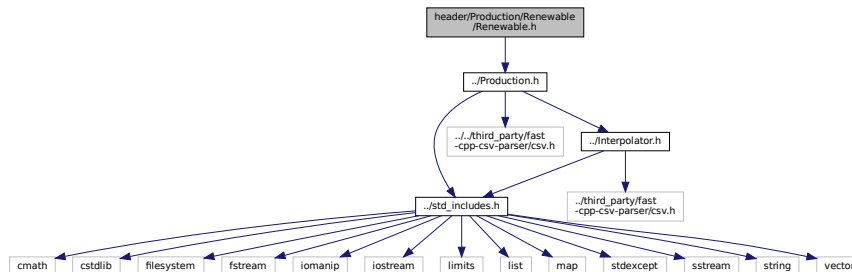 header/Production/Renewable
/Renewable.h
../Production.h
../../third_party/fast
-cpp-csv-parser/csv.h
../Interpolator.h
../third_party/fast
-cpp-csv-parser/csv.h
../std_includes.h
cmath
cstdlib
filesystem
fstream
iomanip
iostream
limits
list
map
stdexcept
sstream
string
vector